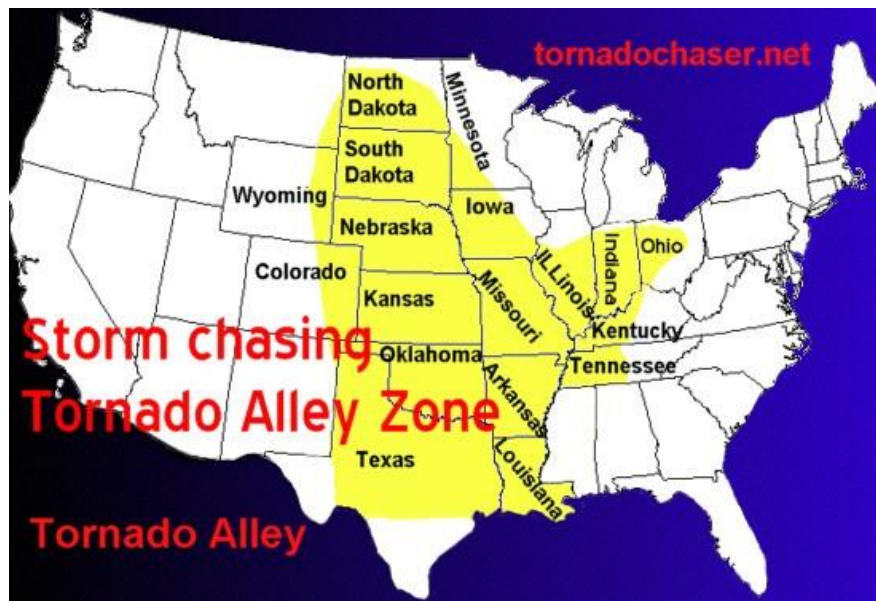 tornadochaser.net
North
Dakota
Minnesota
South
Dakota
Wyoming
Iowa
Nebraska
Ohio
Indiana
ILLinois
Colorado
Missouri
Kansas
Kentucky
Storm chasing
Oklahoma
Tennessee
Arkansas
Tornado Alley Zone
Texas
Louisiana
Tornado Alley